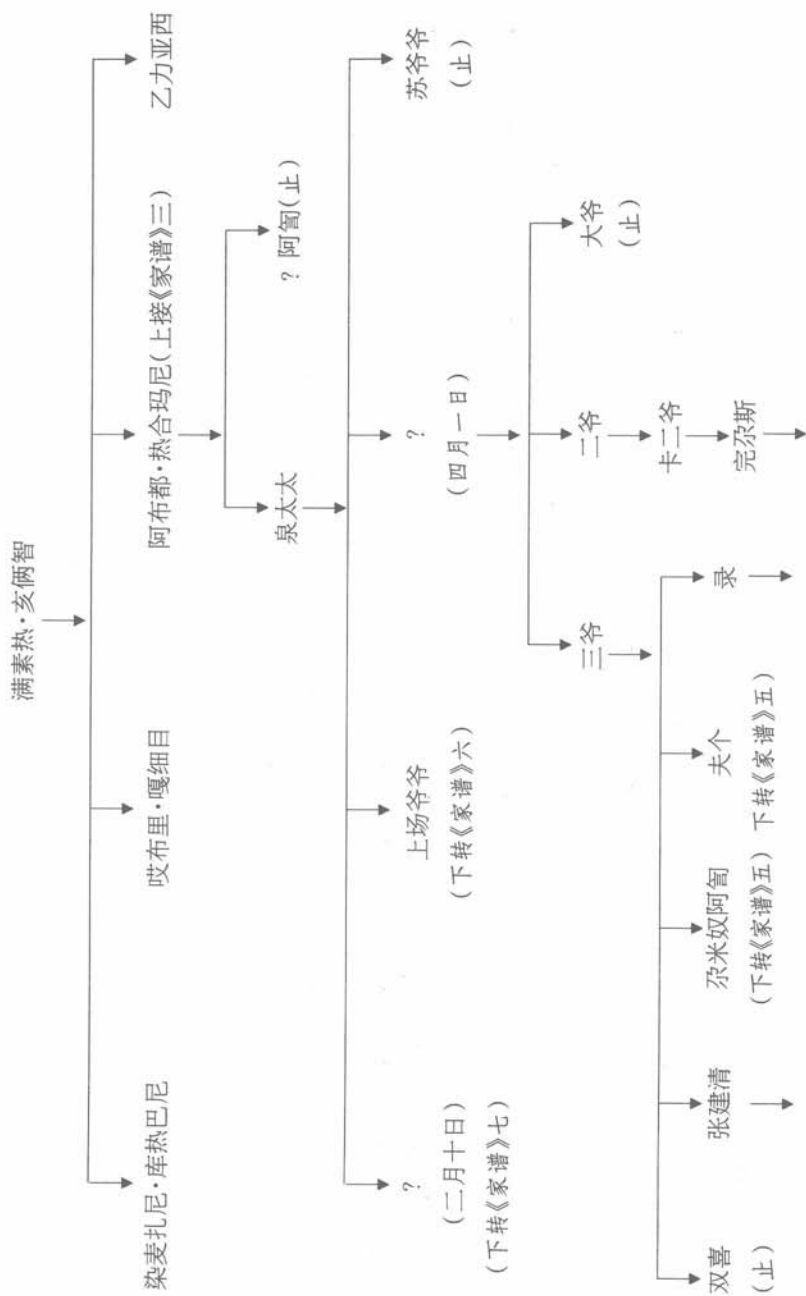 满素热·亥俩智
染麦扎尼·库热巴尼
哎布里·嘎细目
阿布都·热合玛尼(上接《家谱》三)
乙力亚西
泉太太
? 阿訇(止)
?
(二月十日)
(下转《家谱》七)
上场爷爷
(下转《家谱》六)
?
(四月一日)
苏爷爷
(止)
三爷
二爷
大爷
(止)
卡二爷
完尕斯
双喜
(止)
张建清
尕米奴阿訇
(下转《家谱》五)
夫个
下转《家谱》五
录